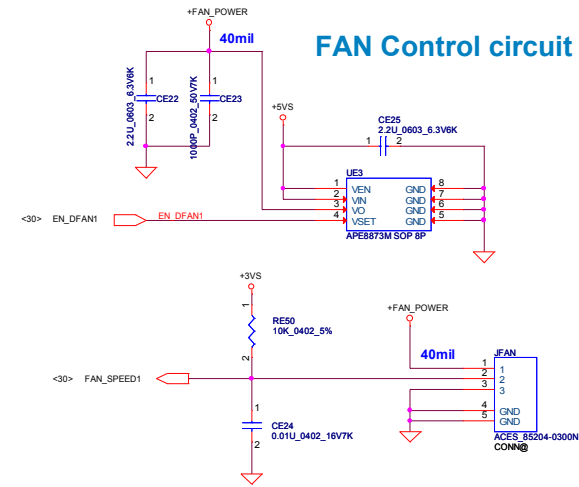 +FAN_POWER
40mil
FAN Control circuit
1
CE22
2
2.2U_0603_6.3V6K
1
CE23
2
1000P_0402_50V7K
+5VS
CE25
2.2U_0603_6.3V6K
1 2
UE3
1 VEN GND 8
2 VIN GND 7
3 VO GND 6
4 VSET GND 5
APE8873M SOP 8P
<30> EN_DFAN1 EN_DFAN1
+3VS
1
RE50
10K_0402_5%
2
+FAN_POWER
40mil
JFAN
1 1
2 2
3 3
4 GND
5 GND
ACES_85204-0300N
CONN@
<30> FAN_SPEED1
1
CE24
0.01U_0402_16V7K
2